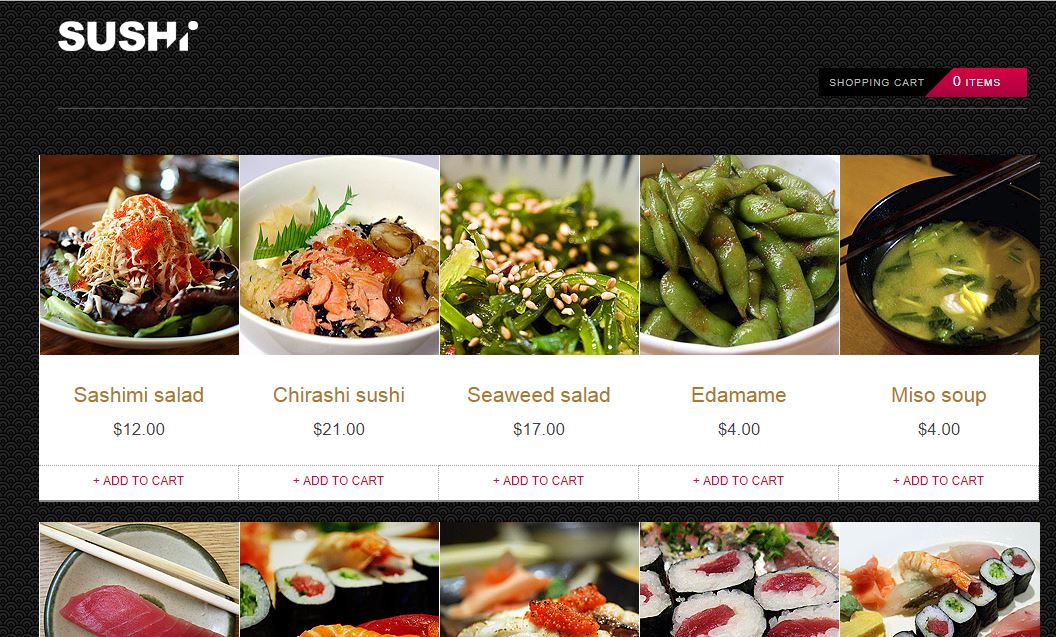 SUSHi
SHOPPING CART 0 ITEMS
Sashimi salad Chirashi sushi Seaweed salad Edamame Miso soup
$12.00 $21.00 $17.00 $4.00 $4.00
+ ADD TO CART + ADD TO CART + ADD TO CART + ADD TO CART + ADD TO CART